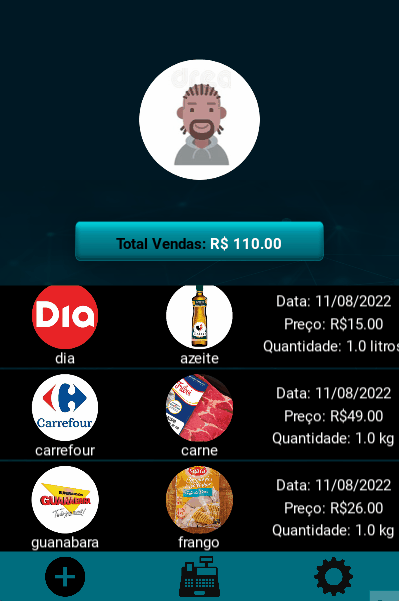 Total Vendas: R$ 110.00
Dia
dia
azeite
Data: 11/08/2022
Preço: R$15.00
Quantidade: 1.0 litros
Carrefour
carrefour
carne
Data: 11/08/2022
Preço: R$49.00
Quantidade: 1.0 kg
GUANABARA
guanabara
frango
Data: 11/08/2022
Preço: R$26.00
Quantidade: 1.0 kg